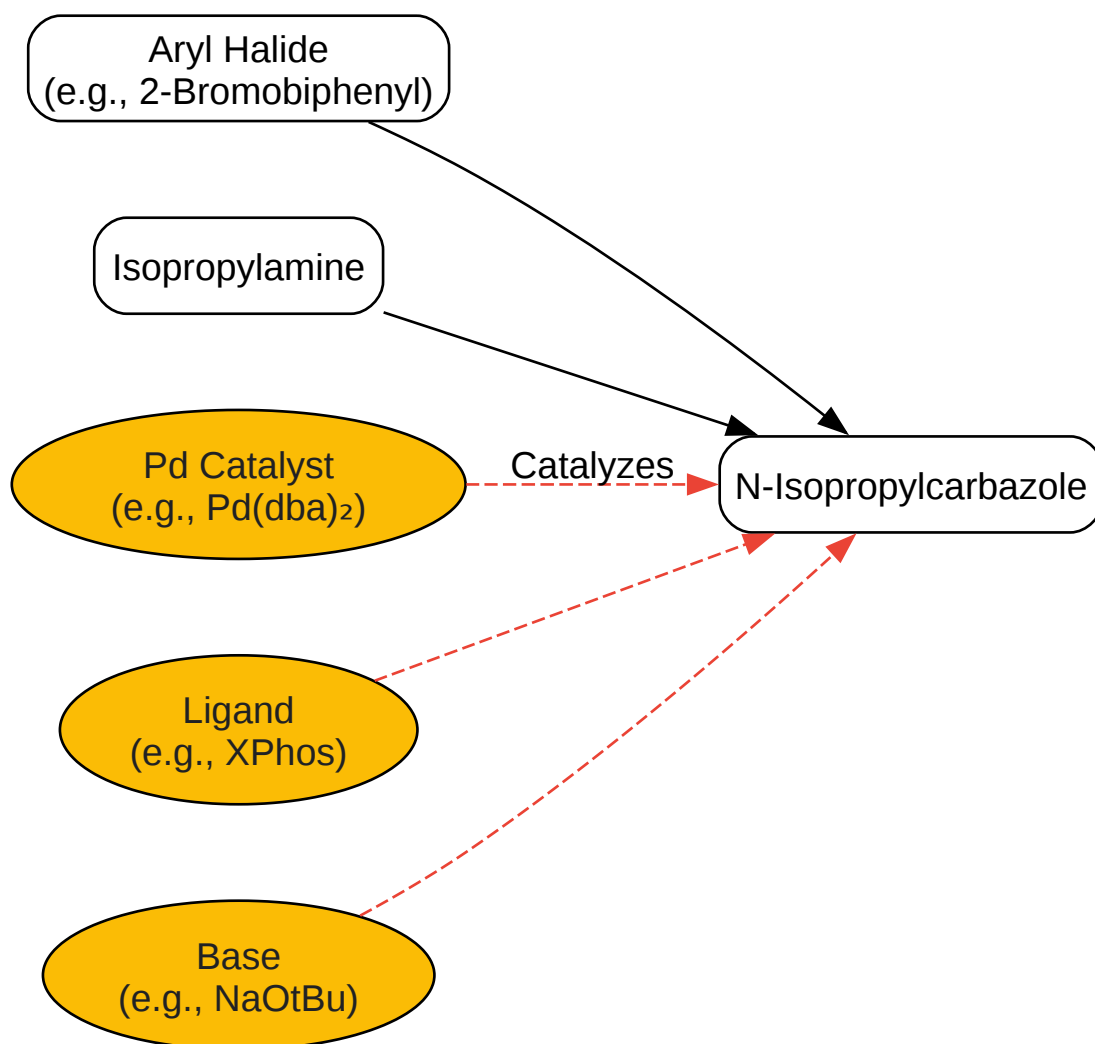 Aryl Halide
(e.g., 2-Bromobiphenyl)
Isopropylamine
Pd Catalyst
(e.g., Pd(dba)₂)
Catalyzes
N-Isopropylcarbazole
Ligand
(e.g., XPhos)
Base
(e.g., NaOtBu)